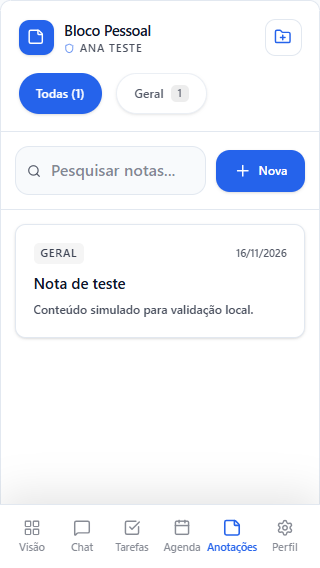 Bloco Pessoal
ANA TESTE
Todas (1)
Geral 1
Pesquisar notas...
Nova
GERAL
16/11/2026
Nota de teste
Conteúdo simulado para validação local.
Visão Chat Tarefas Agenda Anotações Perfil